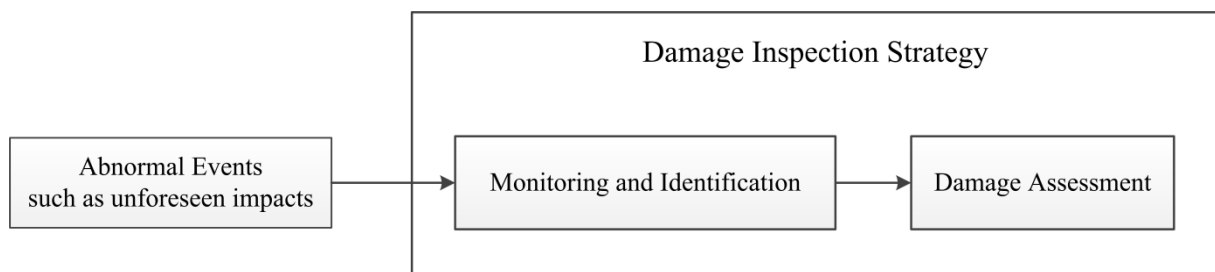 Damage Inspection Strategy
Abnormal Events
such as unforeseen impacts
Monitoring and Identification
Damage Assessment